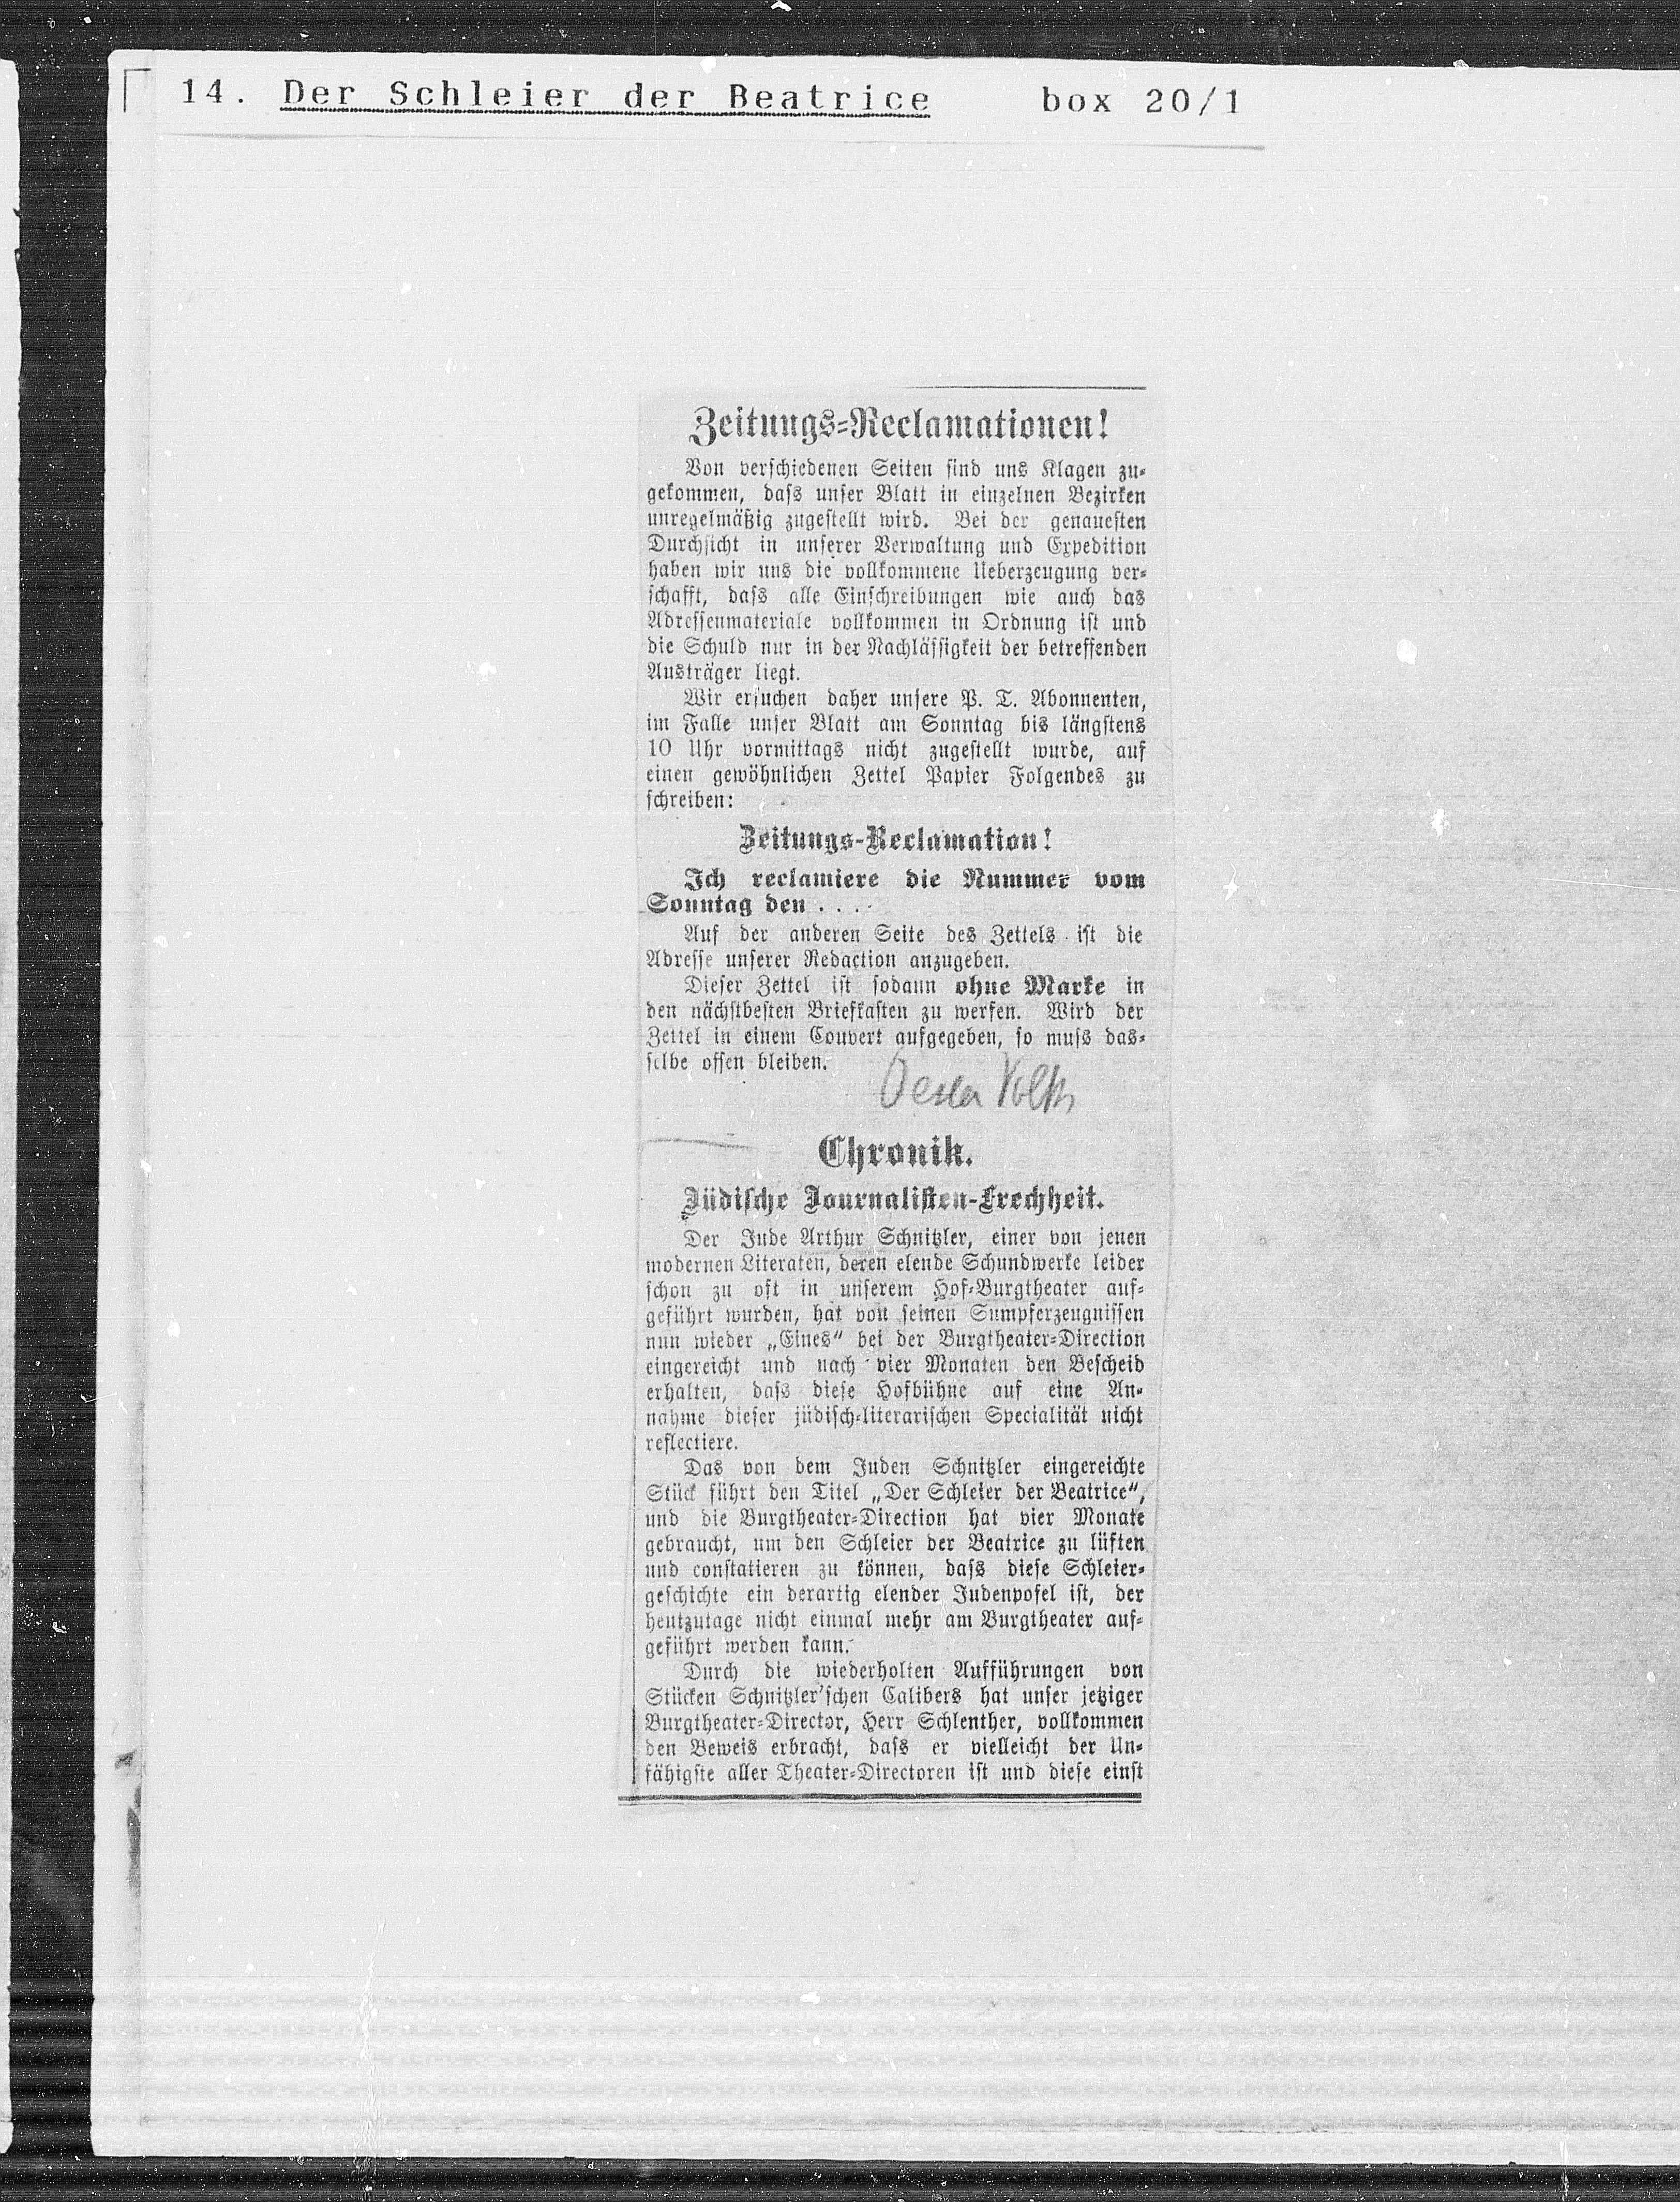 14. Der Schleier der Beatrice box 20/1
Zeitungs-Reclamationen!
Von verschiedenen Seiten sind uns Klagen zu-
gekommen, dass unser Blatt in einzelnen Bezirken
unregelmäßig zugestellt wird. Bei der genauesten
Durchsicht in unserer Verwaltung und Expedition
haben wir uns die vollkommene Ueberzeugung ver-
schafft, dass alle Einschreibungen wie auch das
Adressenmateriale vollkommen in Ordnung ist und
die Schuld nur in der Nachlässigkeit der betreffenden
Austräger liegt.
Wir ersuchen daher unsere P. T. Abonnenten,
im Falle unser Blatt am Sonntag bis längstens
10 Uhr vormittags nicht zugestellt wurde, auf
einen gewöhnlichen Zettel Papier Folgendes zu
schreiben:
Zeitungs-Reclamation!
Ich reclamiere die Nummer vom
Sonntag den . . . .
Auf der anderen Seite des Zettels ist die
Adresse unserer Redaction anzugeben.
Dieser Zettel ist sodann ohne Marke in
den nächstbesten Briefkasten zu werfen. Wird der
Zettel in einem Couvert aufgegeben, so muss das-
selbe offen bleiben.
Chronik.
Jüdische Journalisten-Frechheit.
Der Jude Arthur Schnitzler, einer von jenen
modernen Literaten, deren elende Schundwerke leider
schon zu oft in unserem Hof-Burgtheater auf-
geführt wurden, hat von seinen Sumpferzeugnissen
nun wieder „Eines“ bei der Burgtheater-Direction
eingereicht und nach vier Monaten den Bescheid
erhalten, dass diese Hofbühne auf eine An-
nahme dieser jüdisch-literarischen Specialität nicht
reflectiere.
Das von dem Juden Schnitzler eingereichte
Stück führt den Titel „Der Schleier der Beatrice“,
und die Burgtheater-Direction hat vier Monate
gebraucht, um den Schleier der Beatrice zu lüften
und constatieren zu können, dass diese Schleier-
geschichte ein derartig elender Judenpofel ist, der
heutzutage nicht einmal mehr am Burgtheater auf-
geführt werden kann.
Durch die wiederholten Aufführungen von
Stücken Schnitzler'schen Calibers hat unser jetziger
Burgtheater-Director, Herr Schlenther, vollkommen
den Beweis erbracht, dass er vielleicht der Un-
fähigste aller Theater-Directoren ist und diese einst